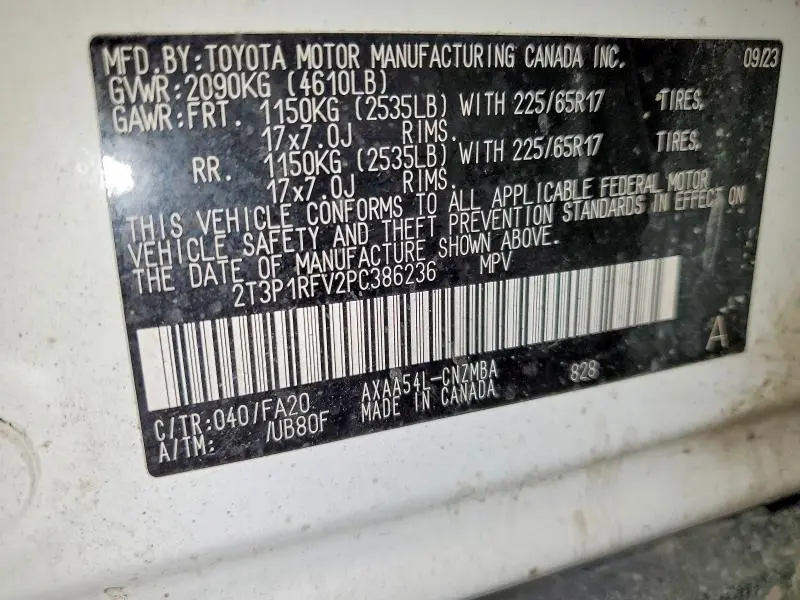 MFD. BY: TOYOTA MOTOR MANUFACTURING CANADA INC. 09/23
GVWR: 2090KG (4610LB)
GAWR: FRT. 1150KG (2535LB) WITH 225/65R17 TIRES,
17x7.0J RIMS.
RR. 1150KG (2535LB) WITH 225/65R17 TIRES,
17x7.0J RIMS.
THIS VEHICLE CONFORMS TO ALL APPLICABLE FEDERAL MOTOR
VEHICLE SAFETY AND THEFT PREVENTION STANDARDS IN EFFECT ON
THE DATE OF MANUFACTURE SHOWN ABOVE.
2T3P1RFV2PC386236 MPV
A
C/TR: 040/FA20 AXAA54L-CNZMBA 828
A/TM: /UB80F MADE IN CANADA